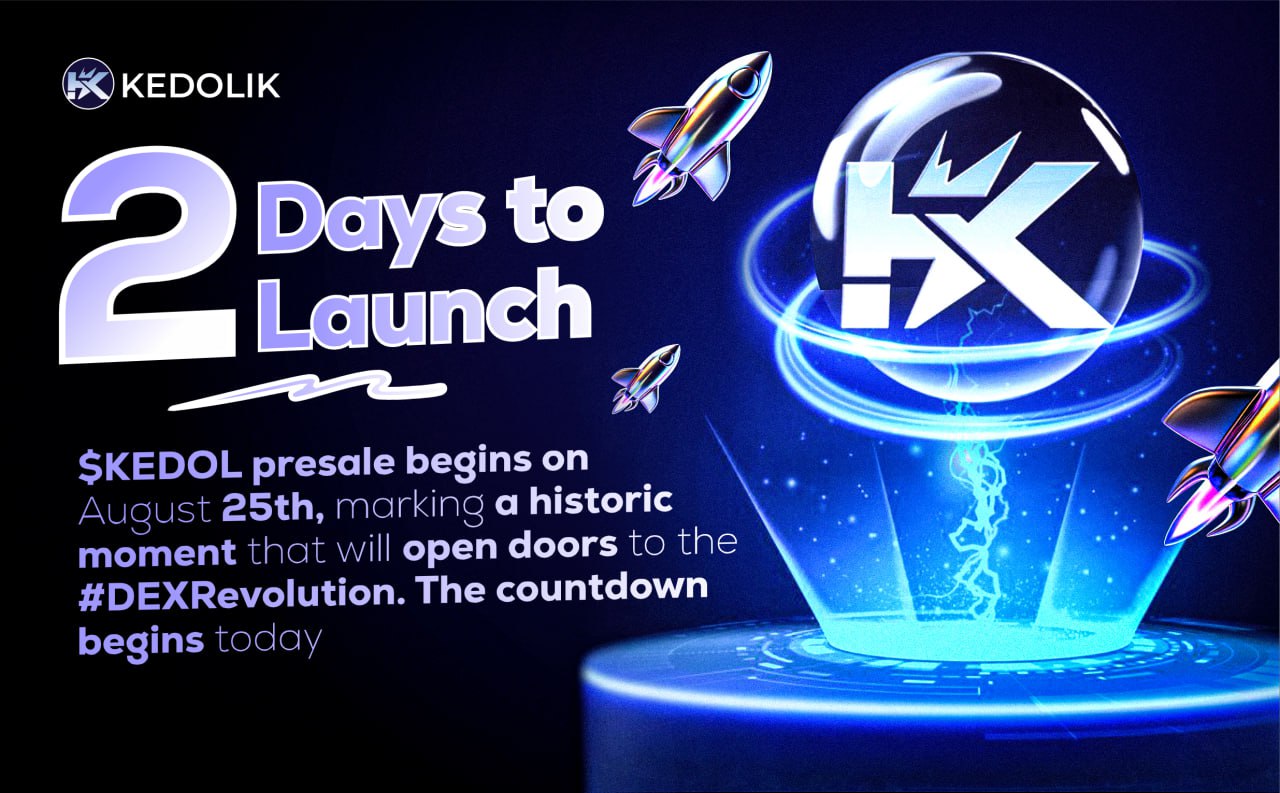 KEDOLIK
2 Days to
Launch
$KEDOL presale begins on
August 25th, marking a historic
moment that will open doors to the
#DEXRevolution. The countdown
begins today